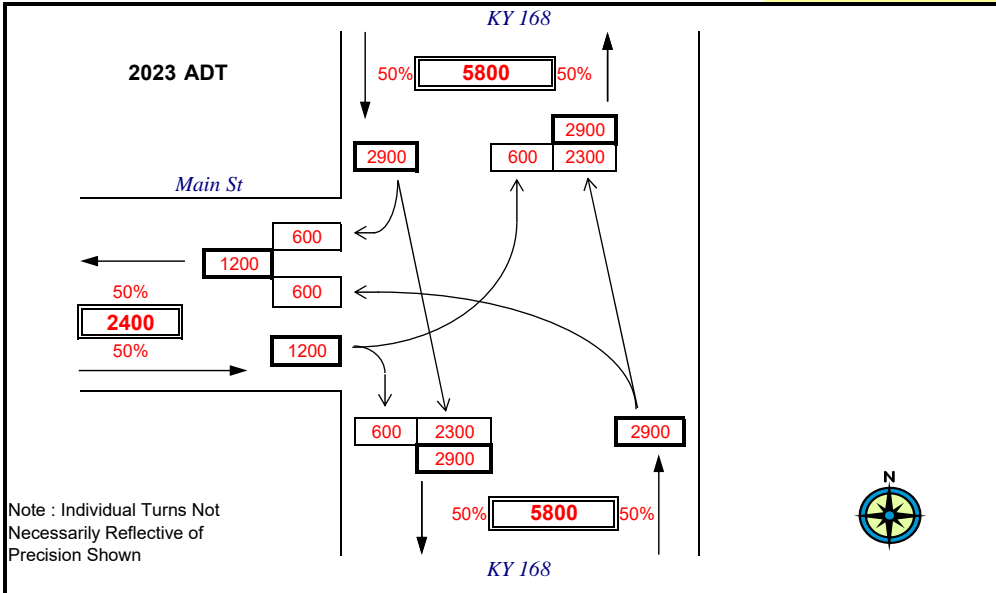 KY 168
2023 ADT
50% 5800 50%
2900
2900
600 2300
Main St
600
1200
600
50%
2400
50%
1200
600 2300
2900
2900
N
Note : Individual Turns Not
Necessarily Reflective of
Precision Shown
50% 5800 50%
KY 168